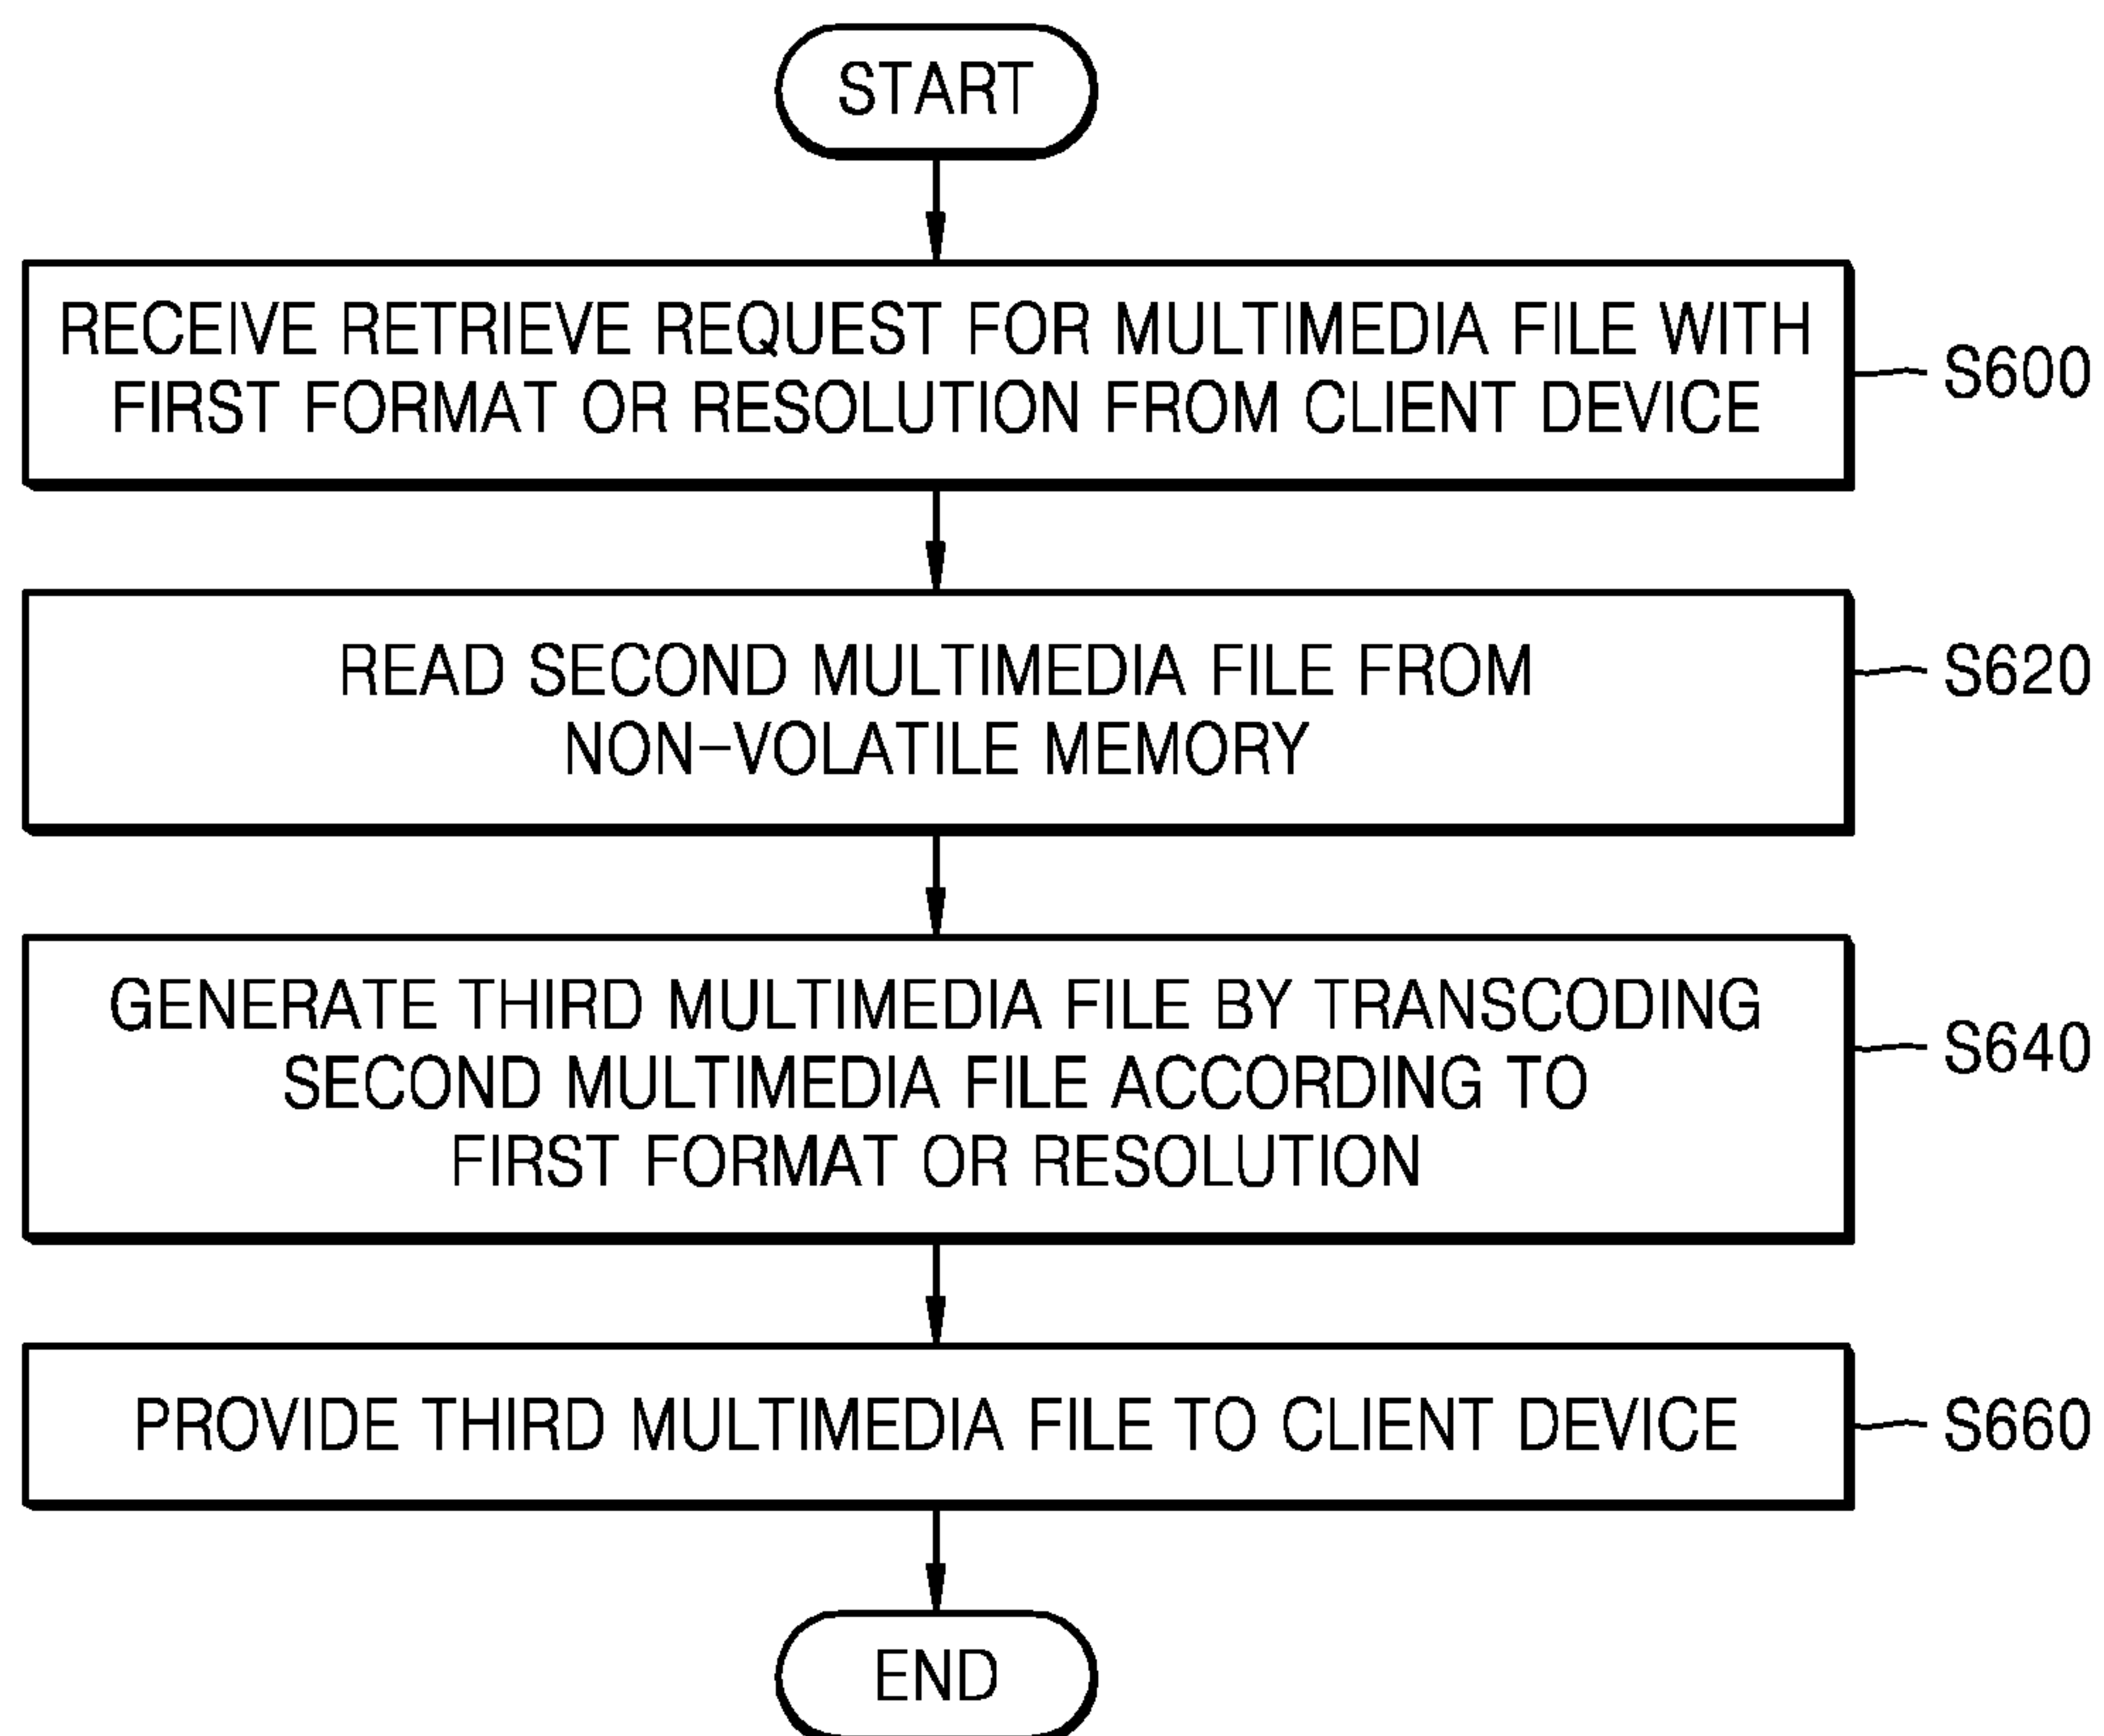 START
RECEIVE RETRIEVE REQUEST FOR MULTIMEDIA FILE WITH
FIRST FORMAT OR RESOLUTION FROM CLIENT DEVICE
S600
READ SECOND MULTIMEDIA FILE FROM
NON-VOLATILE MEMORY
S620
GENERATE THIRD MULTIMEDIA FILE BY TRANSCODING
SECOND MULTIMEDIA FILE ACCORDING TO
FIRST FORMAT OR RESOLUTION
S640
PROVIDE THIRD MULTIMEDIA FILE TO CLIENT DEVICE
S660
END